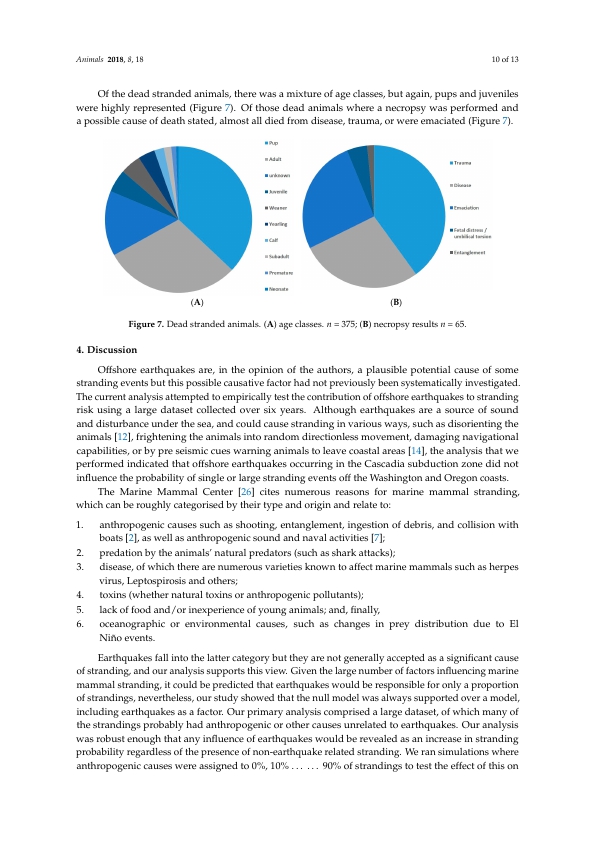 Animals 2018, 8, 18
10 of 13
Of the dead stranded animals, there was a mixture of age classes, but again, pups and juveniles
were highly represented (Figure 7). Of those dead animals where a necropsy was performed and
a possible cause of death stated, almost all died from disease, trauma, or were emaciated (Figure 7).
Pup
Adult
unknown
Juvenile
Weaner
Yearling
Calf
Subadult
Premature
Neonate
(A)
Trauma
Disease
Emaciation
Fetal distress /
umbilical torsion
Entanglement
(B)
Figure 7. Dead stranded animals. (A) age classes. n = 375; (B) necropsy results n = 65.
4. Discussion
Offshore earthquakes are, in the opinion of the authors, a plausible potential cause of some
stranding events but this possible causative factor had not previously been systematically investigated.
The current analysis attempted to empirically test the contribution of offshore earthquakes to stranding
risk using a large dataset collected over six years. Although earthquakes are a source of sound
and disturbance under the sea, and could cause stranding in various ways, such as disorienting the
animals [12], frightening the animals into random directionless movement, damaging navigational
capabilities, or by pre seismic cues warning animals to leave coastal areas [14], the analysis that we
performed indicated that offshore earthquakes occurring in the Cascadia subduction zone did not
influence the probability of single or large stranding events off the Washington and Oregon coasts.
The Marine Mammal Center [26] cites numerous reasons for marine mammal stranding,
which can be roughly categorised by their type and origin and relate to:
1. anthropogenic causes such as shooting, entanglement, ingestion of debris, and collision with
boats [2], as well as anthropogenic sound and naval activities [7];
2. predation by the animals' natural predators (such as shark attacks);
3. disease, of which there are numerous varieties known to affect marine mammals such as herpes
virus, Leptospirosis and others;
4. toxins (whether natural toxins or anthropogenic pollutants);
5. lack of food and/or inexperience of young animals; and, finally,
6. oceanographic or environmental causes, such as changes in prey distribution due to El
Niño events.
Earthquakes fall into the latter category but they are not generally accepted as a significant cause
of stranding, and our analysis supports this view. Given the large number of factors influencing marine
mammal stranding, it could be predicted that earthquakes would be responsible for only a proportion
of strandings, nevertheless, our study showed that the null model was always supported over a model,
including earthquakes as a factor. Our primary analysis comprised a large dataset, of which many of
the strandings probably had anthropogenic or other causes unrelated to earthquakes. Our analysis
was robust enough that any influence of earthquakes would be revealed as an increase in stranding
probability regardless of the presence of non-earthquake related stranding. We ran simulations where
anthropogenic causes were assigned to 0%, 10% . . . . . . 90% of strandings to test the effect of this on